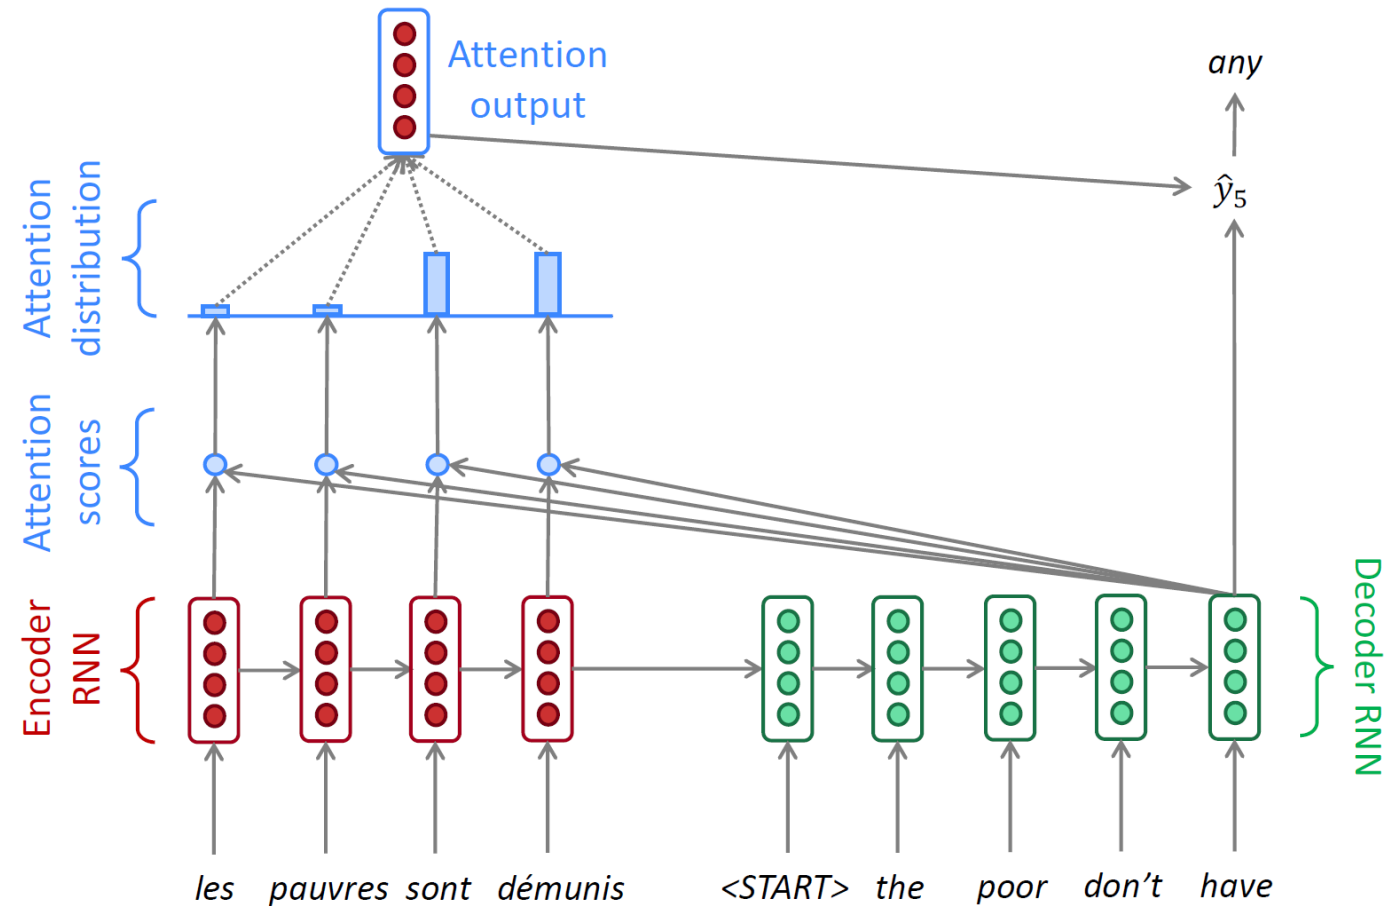 Attention
output
any
ŷ₅
Attention
distribution
Attention
scores
Encoder
RNN
Decoder RNN
les pauvres sont démunis <START> the poor don't have